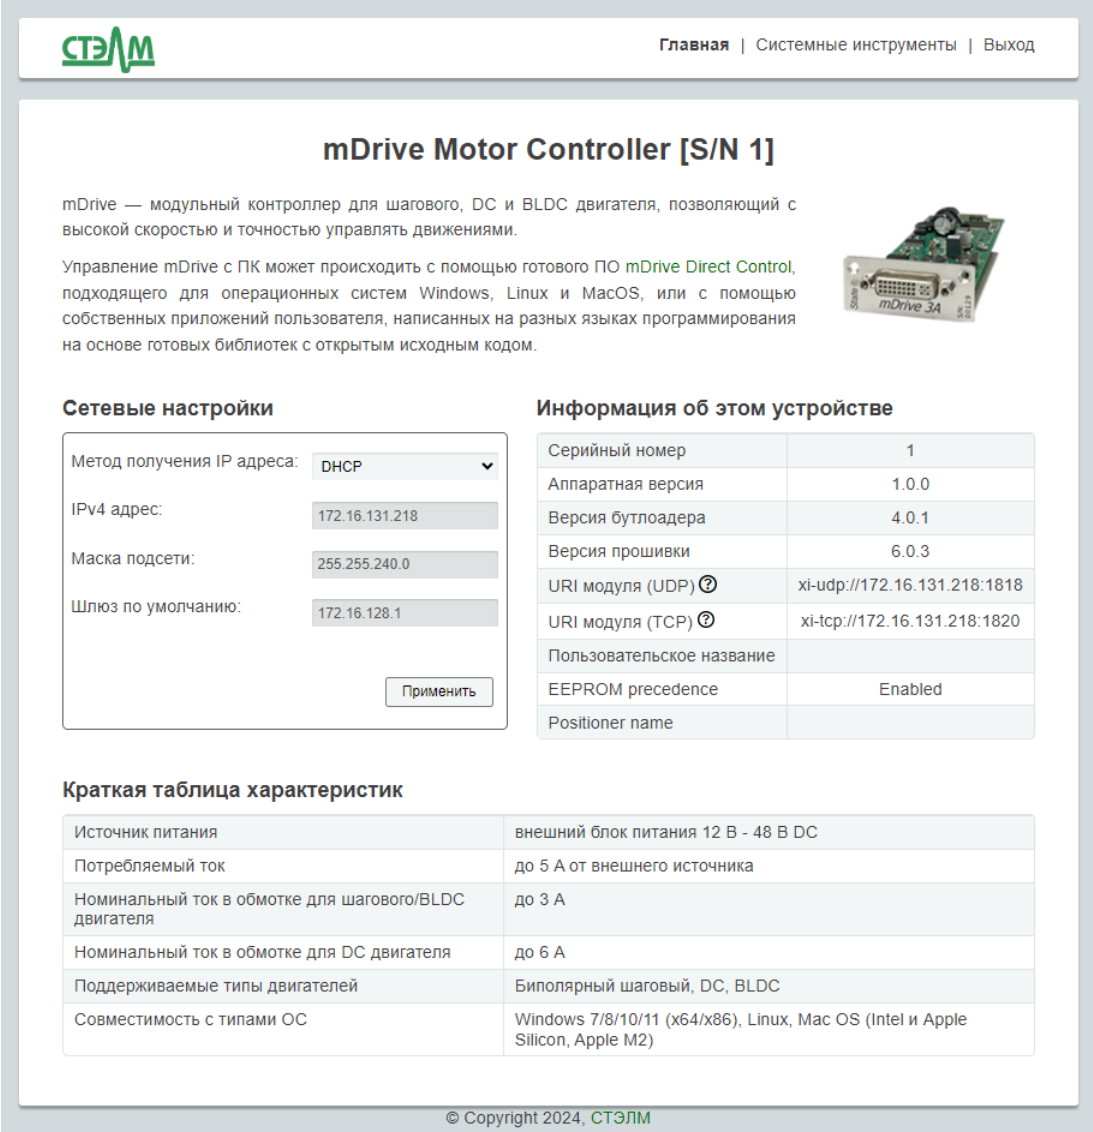 СТЭЛМ
Главная | Системные инструменты | Выход
mDrive Motor Controller [S/N 1]
mDrive — модульный контроллер для шагового, DC и BLDC двигателя, позволяющий с
высокой скоростью и точностью управлять движениями.
Управление mDrive с ПК может происходить с помощью готового ПО mDrive Direct Control,
подходящего для операционных систем Windows, Linux и MacOS, или с помощью
собственных приложений пользователя, написанных на разных языках программирования
на основе готовых библиотек с открытым исходным кодом.
State
mDrive 3A
S/N
00129
Сетевые настройки
Метод получения IP адреса: DHCP
IPv4 адрес: 172.16.131.218
Маска подсети: 255.255.240.0
Шлюз по умолчанию: 172.16.128.1
Применить
Информация об этом устройстве
Серийный номер 1
Аппаратная версия 1.0.0
Версия бутлоадера 4.0.1
Версия прошивки 6.0.3
URI модуля (UDP) ? xi-udp://172.16.131.218:1818
URI модуля (TCP) ? xi-tcp://172.16.131.218:1820
Пользовательское название
EEPROM precedence Enabled
Positioner name
Краткая таблица характеристик
Источник питания внешний блок питания 12 В - 48 В DC
Потребляемый ток до 5 А от внешнего источника
Номинальный ток в обмотке для шагового/BLDC
двигателя
до 3 А
Номинальный ток в обмотке для DC двигателя до 6 А
Поддерживаемые типы двигателей Биполярный шаговый, DC, BLDC
Совместимость с типами ОС Windows 7/8/10/11 (x64/x86), Linux, Mac OS (Intel и Apple
Silicon, Apple M2)
© Copyright 2024, СТЭЛМ